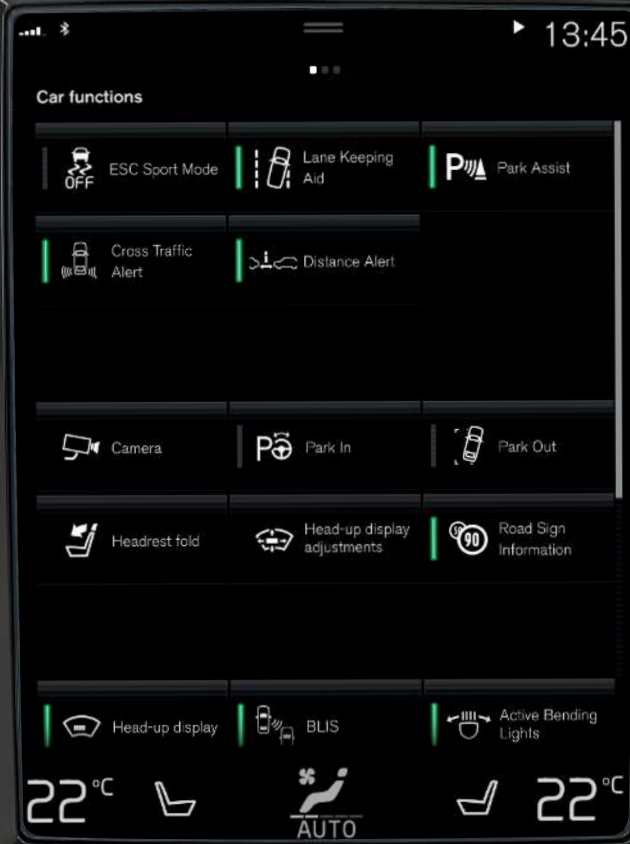 13:45
Car functions
OFF
ESC Sport Mode
Lane Keeping
Aid
P
Park Assist
Cross Traffic
Alert
Distance Alert
Camera
P
Park In
Park Out
Headrest fold
Head-up display
adjustments
90
Road Sign
Information
Head-up display
BLIS
Active Bending
Lights
22°C
AUTO
22°C